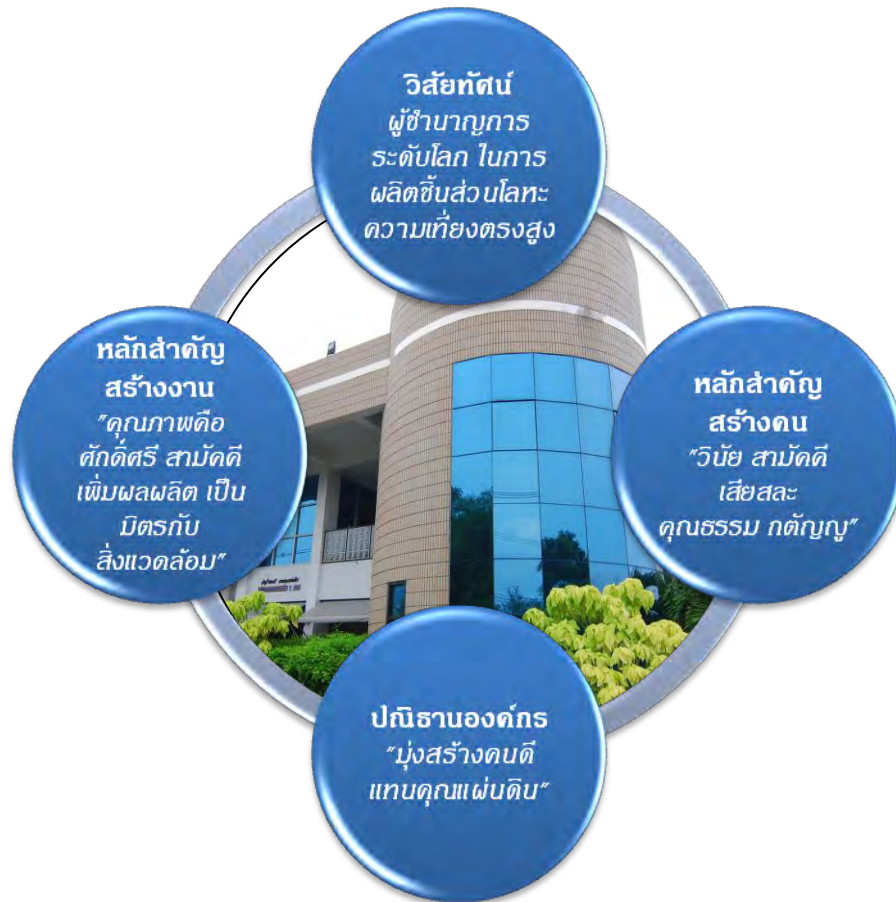 วิสัยทัศน์
ผู้ชำนาญการ
ระดับโลก ในการ
ผลิตชิ้นส่วนโลหะ
ความเที่ยงตรงสูง
หลักสำคัญ
สร้างงาน
"คุณภาพคือ
ศักดิ์ศรี สามัคคี
เพิ่มผลผลิต เป็น
มิตรกับ
สิ่งแวดล้อม"
หลักสำคัญ
สร้างคน
"วินัย สามัคคี
เสียสละ
คุณธรรม กตัญญู"
ปณิธานองค์กร
"มุ่งสร้างคนดี
แทนคุณแผ่นดิน"